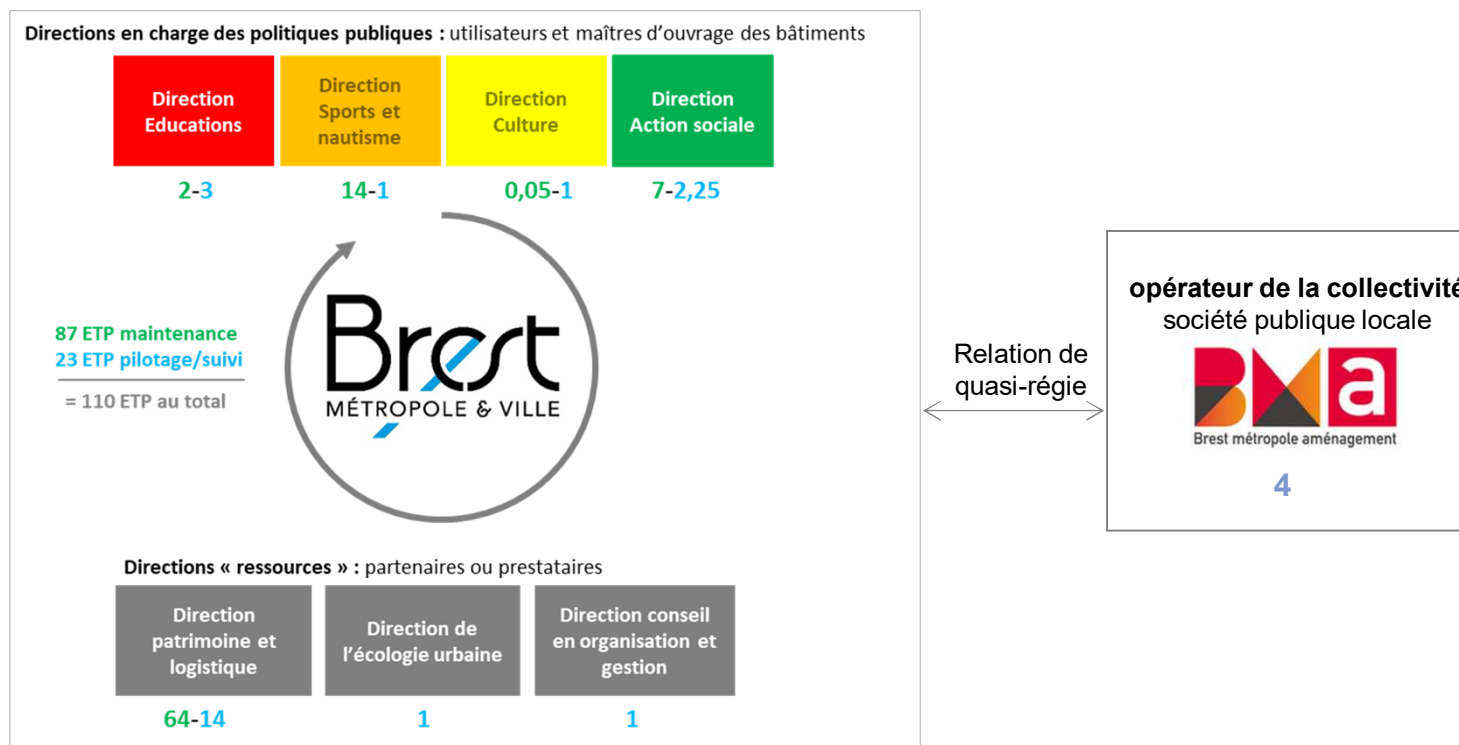 Directions en charge des politiques publiques : utilisateurs et maîtres d'ouvrage des bâtiments
Direction
Educations
Direction
Sports et
nautisme
Direction
Culture
Direction
Action sociale
2-3
14-1
0,05-1
7-2,25
87 ETP maintenance
23 ETP pilotage/suivi
= 110 ETP au total
Brest
MÉTROPOLE & VILLE
Directions « ressources » : partenaires ou prestataires
Direction
patrimoine et
logistique
Direction de
l'écologie urbaine
Direction conseil
en organisation et
gestion
64-14
1
1
Relation de
quasi-régie
opérateur de la collectivité
société publique locale
BMa
Brest métropole aménagement
4